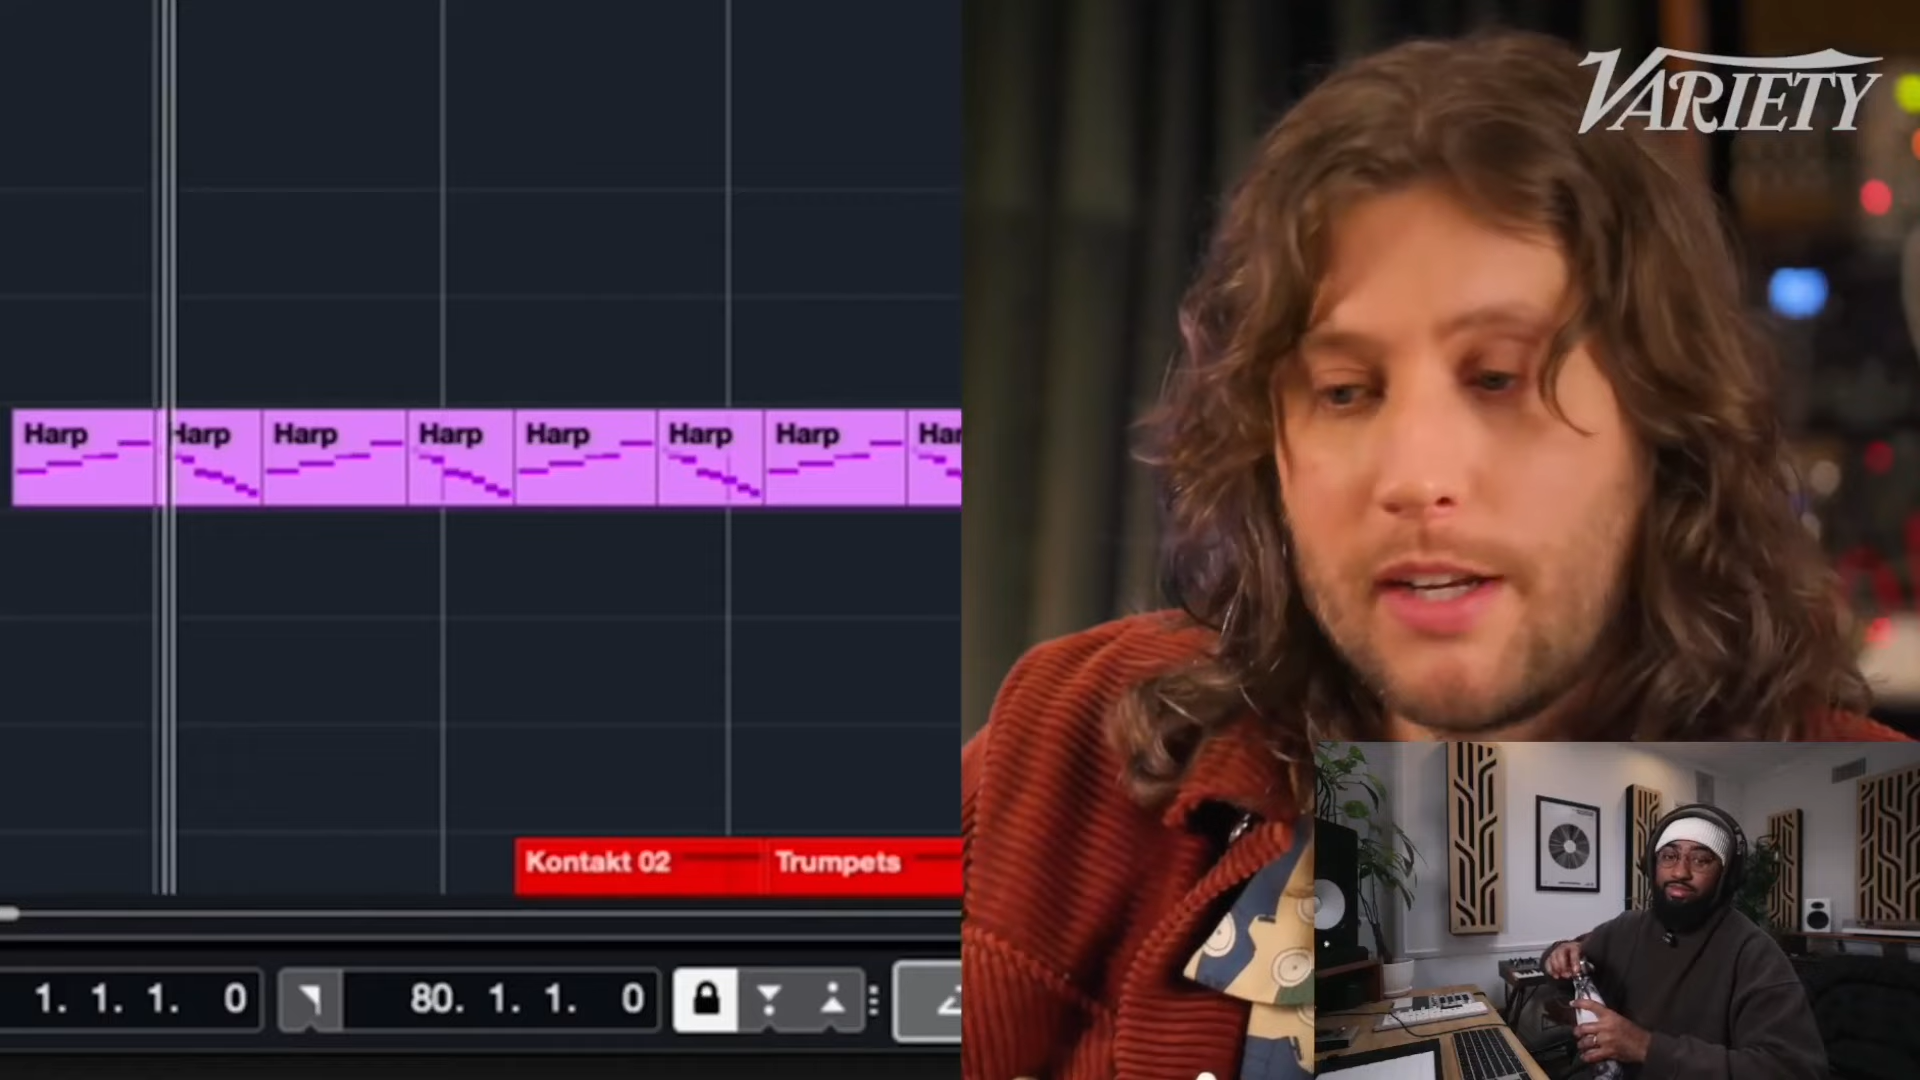 VARIETY
Harp Harp Harp Harp Harp Harp Harp Har
Kontakt 02 Trumpets
1. 1. 1. 0 80. 1. 1. 0